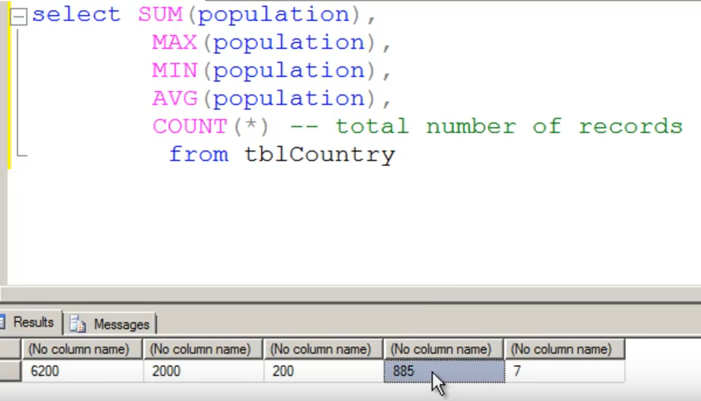 select SUM(population),
MAX(population),
MIN(population),
AVG(population),
COUNT(*) -- total number of records
from tblCountry
Results Messages
(No column name) (No column name) (No column name) (No column name) (No column name)
6200 2000 200 885 7